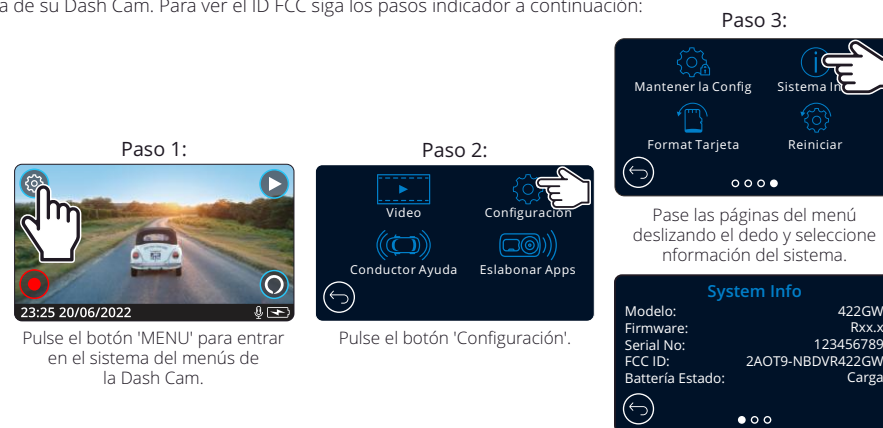 a de su Dash Cam. Para ver el ID FCC siga los pasos indicador a continuación:
Paso 1:
23:25 20/06/2022
Pulse el botón 'MENU' para entrar
en el sistema del menús de
la Dash Cam.
Paso 2:
Video
Configuración
Conductor Ayuda
Eslabonar Apps
Pulse el botón 'Configuración'.
Paso 3:
Mantener la Config
Sistema In
Format Tarjeta
Reiniciar
Pase las páginas del menú
deslizando el dedo y seleccione
nformación del sistema.
System Info
Modelo: 422GW
Firmware: Rxx.x
Serial No: 123456789
FCC ID: 2AOT9-NBDVR422GW
Battería Estado: Carga